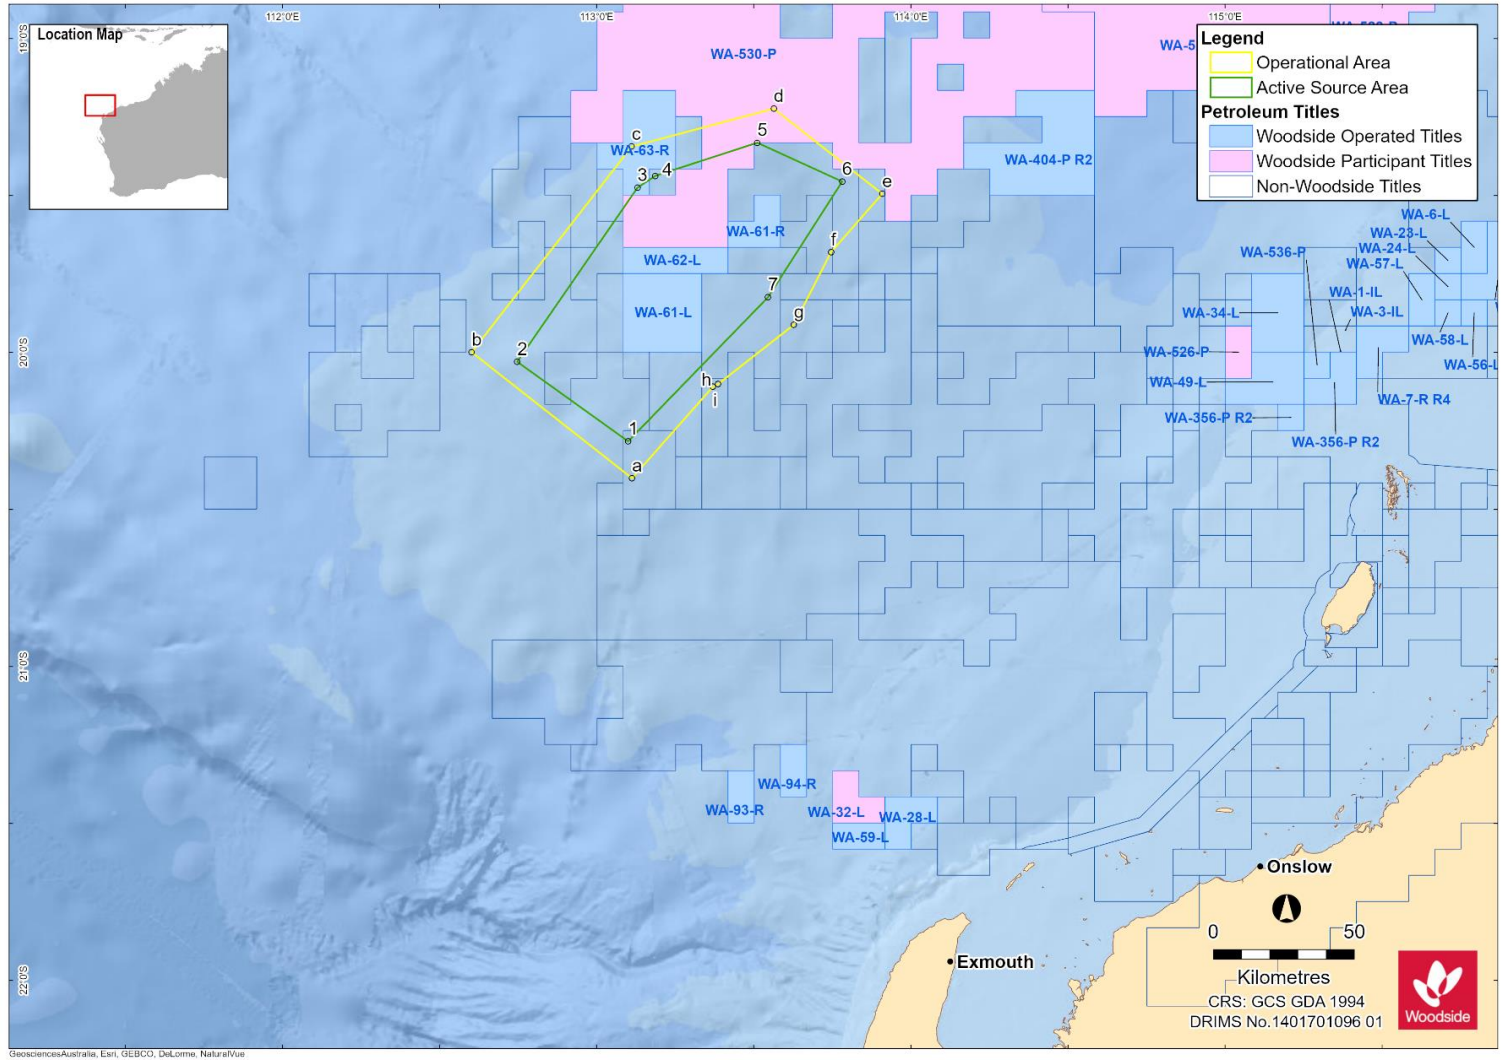 112°0'E
113°0'E
114°0'E
115°0'E
19°0'S
20°0'S
21°0'S
22°0'S
Location Map
Legend
Operational Area
Active Source Area
Petroleum Titles
Woodside Operated Titles
Woodside Participant Titles
Non-Woodside Titles
WA-530-P
WA-5
WA-63-R
WA-404-P R2
WA-61-R
WA-62-L
WA-61-L
WA-6-L
WA-23-L
WA-24-L
WA-57-L
WA-536-P
WA-1-IL
WA-3-IL
WA-34-L
WA-58-L
WA-526-P
WA-56-L
WA-49-L
WA-7-R R4
WA-356-P R2
WA-356-P R2
d
c
5
4
3
6
e
f
7
g
b
2
h
i
1
a
WA-94-R
WA-93-R
WA-32-L
WA-28-L
WA-59-L
Onslow
Exmouth
0 50
Kilometres
CRS: GCS GDA 1994
DRIMS No.1401701096 01
Woodside
GeosciencesAustralia, Esri, GEBCO, DeLorme, NaturalVue